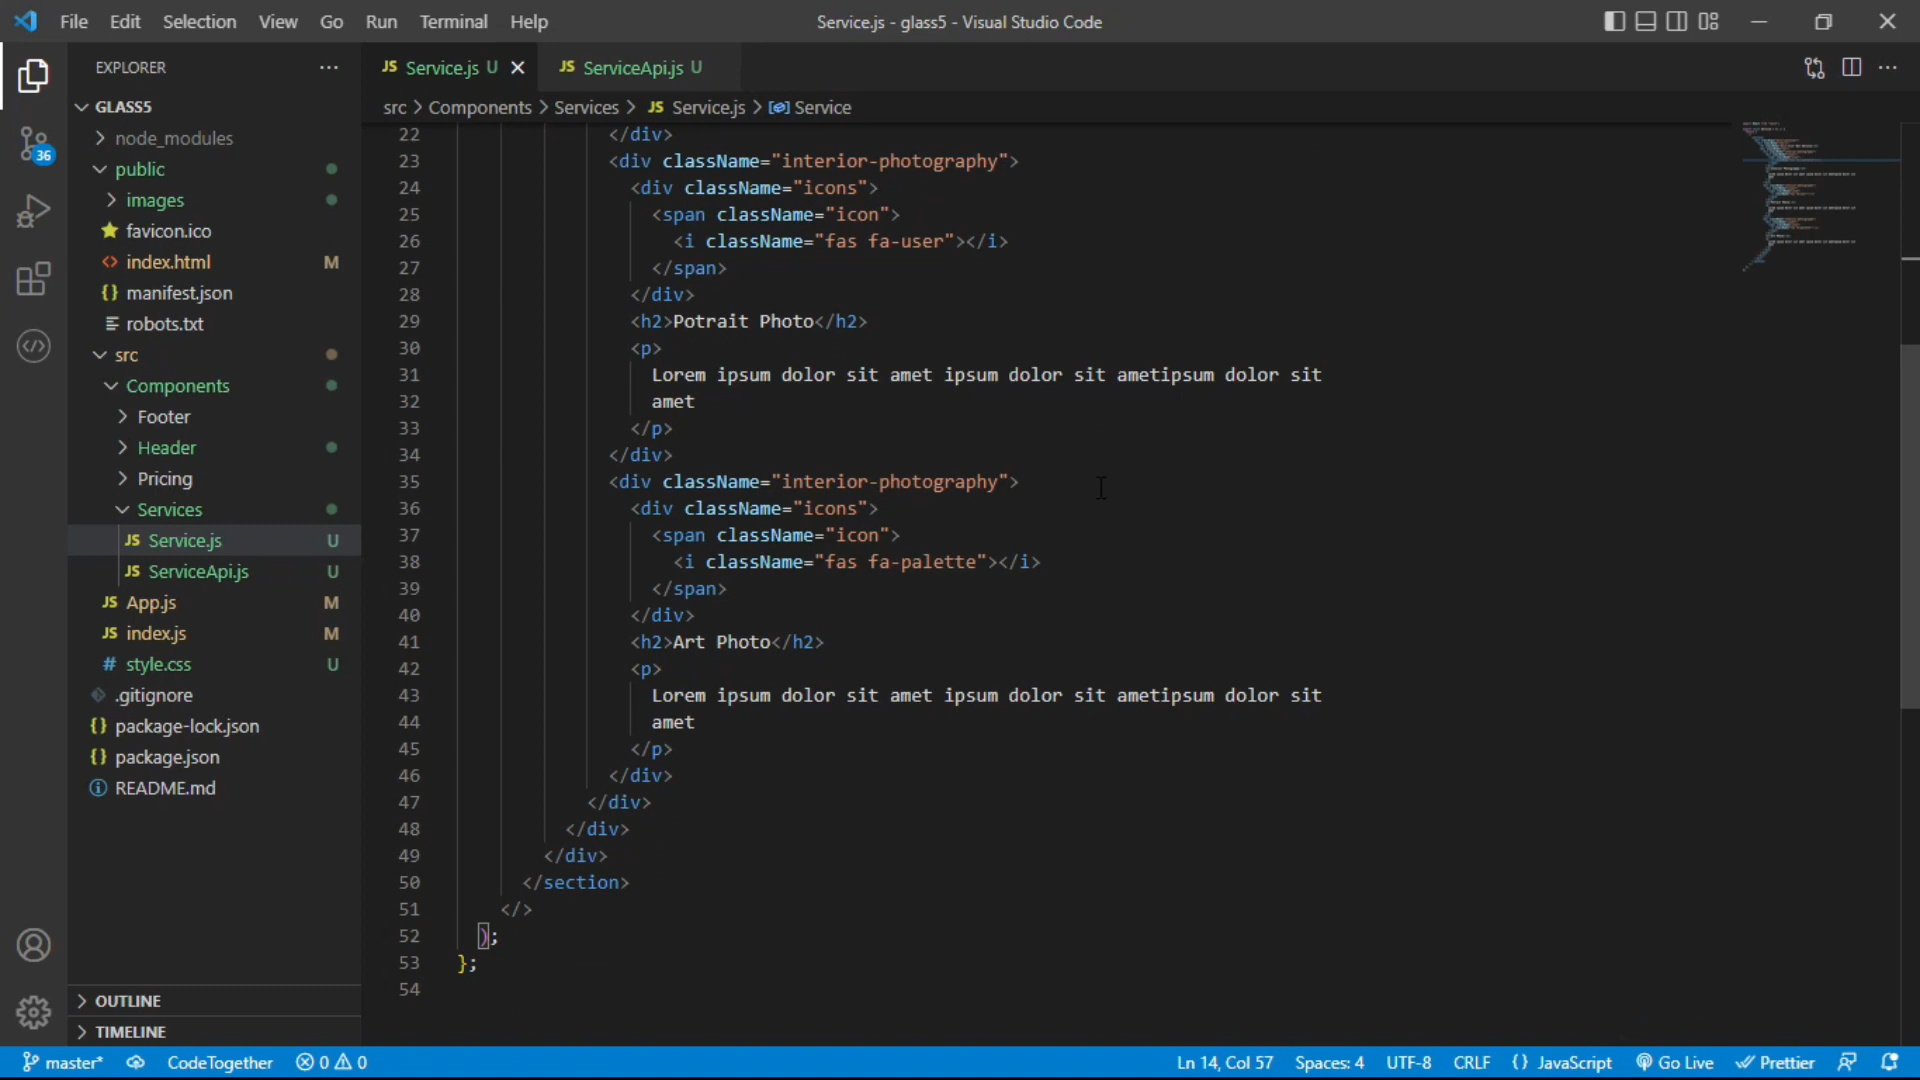 File Edit Selection View Go Run Terminal Help
Service.js - glass5 - Visual Studio Code
EXPLORER
GLASS5
node_modules
public
images
favicon.ico
index.html M
manifest.json
robots.txt
src
Components
Footer
Header
Pricing
Services
JS Service.js U
JS ServiceApi.js U
JS App.js M
JS index.js M
# style.css U
.gitignore
package-lock.json
package.json
README.md
OUTLINE
TIMELINE
JS Service.js U
JS ServiceApi.js U
src > Components > Services > JS Service.js > Service
22 </div>
23 <div className="interior-photography">
24 <div className="icons">
25 <span className="icon">
26 <i className="fas fa-user"></i>
27 </span>
28 </div>
29 <h2>Potrait Photo</h2>
30 <p>
31 Lorem ipsum dolor sit amet ipsum dolor sit ametipsum dolor sit
32 amet
33 </p>
34 </div>
35 <div className="interior-photography">
36 <div className="icons">
37 <span className="icon">
38 <i className="fas fa-palette"></i>
39 </span>
40 </div>
41 <h2>Art Photo</h2>
42 <p>
43 Lorem ipsum dolor sit amet ipsum dolor sit ametipsum dolor sit
44 amet
45 </p>
46 </div>
47 </div>
48 </div>
49 </div>
50 </section>
51 </>
52 );
53 };
54
36
master* CodeTogether 0 0 Ln 14, Col 57 Spaces: 4 UTF-8 CRLF {} JavaScript Go Live Prettier